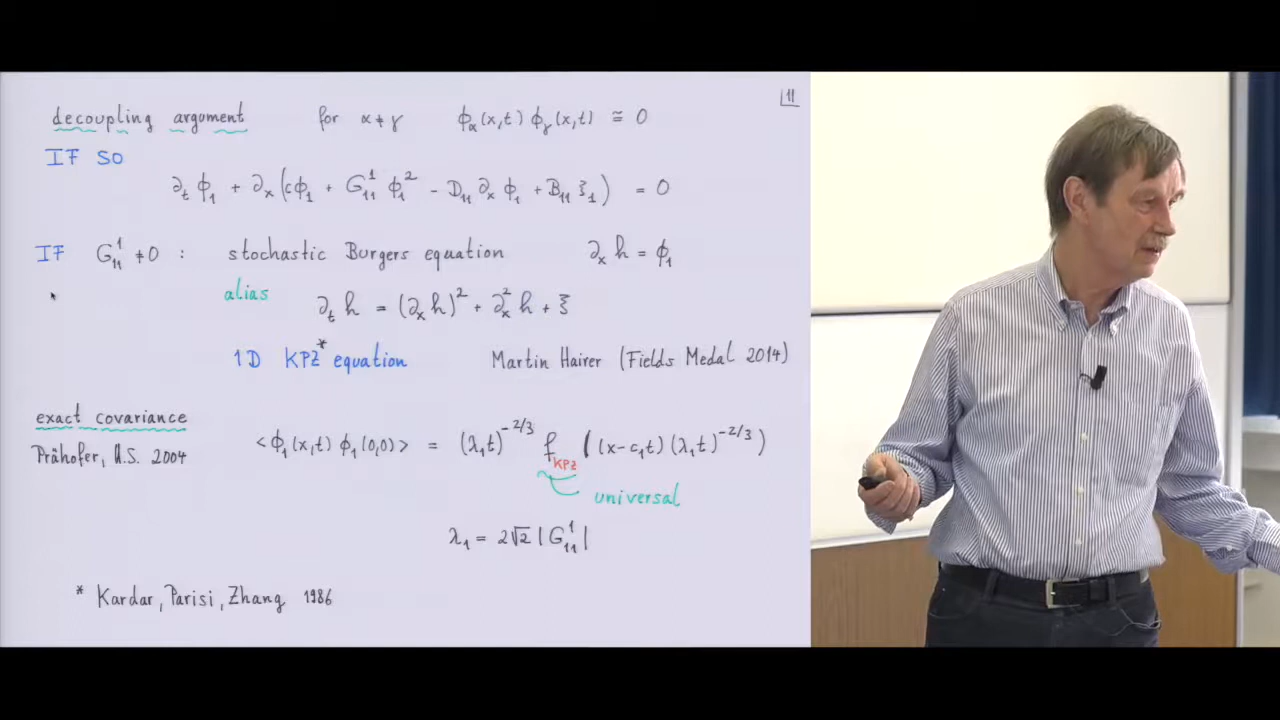 11
decoupling argument for α ≠ γ ϕ_α(x,t) ϕ_γ(x,t) ≅ 0
IF SO
∂_t ϕ_1 + ∂_x (cϕ_1 + G^1_11 ϕ_1^2 - D_11 ∂_x ϕ_1 + B_11 ξ_1) = 0
IF G^1_11 ≠ 0 : stochastic Burgers equation ∂_x h = ϕ_1
alias ∂_t h = (∂_x h)^2 + ∂_x^2 h + ξ
1D KPZ* equation Martin Hairer (Fields Medal 2014)
exact covariance
Prähofer, H.S. 2004 <ϕ_1(x,t) ϕ_1(0,0)> = (λ_1 t)^-2/3 f_KPZ ((x-c_1 t)(λ_1 t)^-2/3)
universal
λ_1 = 2√2 |G^1_11|
* Kardar, Parisi, Zhang 1986